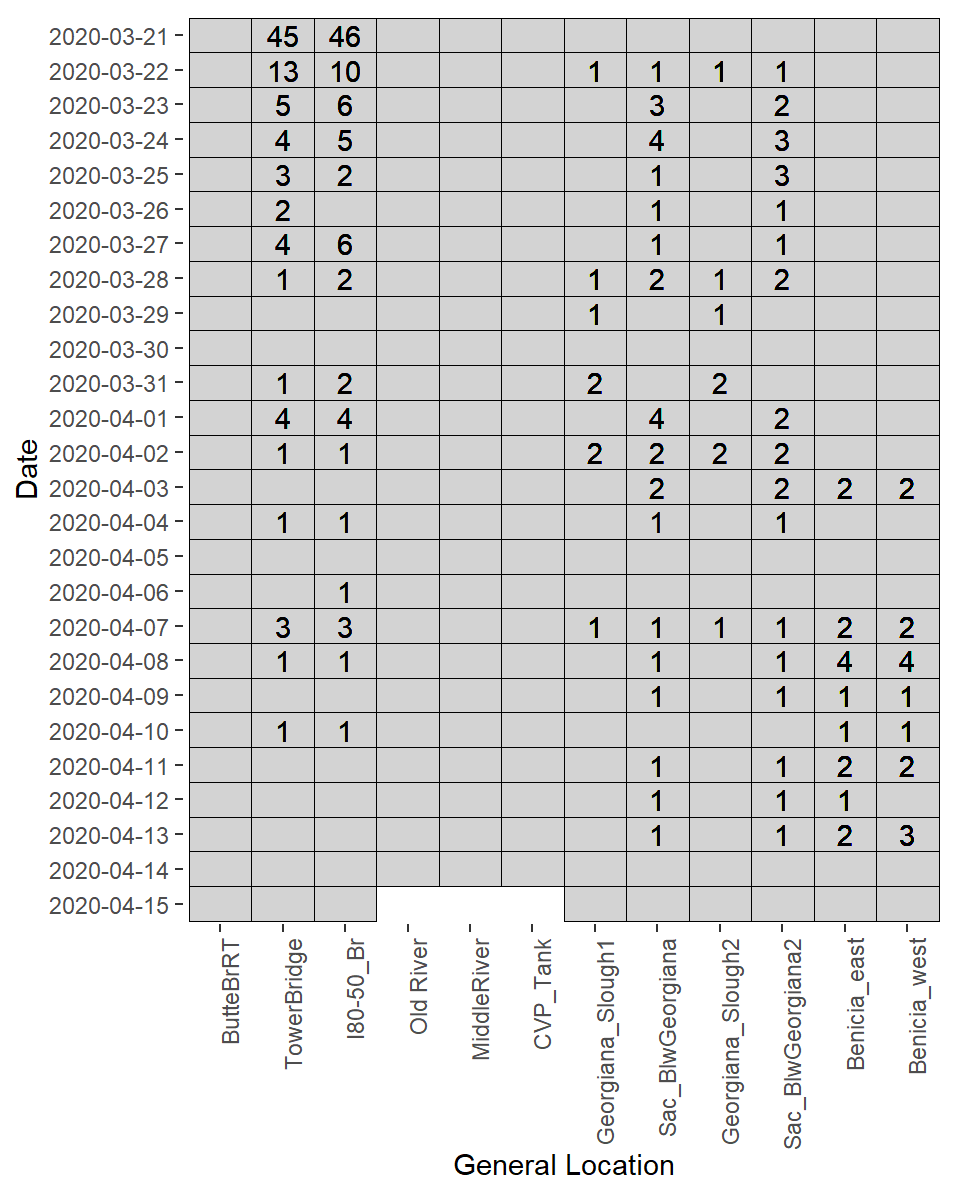 2020-03-21 45 46
2020-03-22 13 10 1 1 1 1
2020-03-23 5 6 3 2
2020-03-24 4 5 4 3
2020-03-25 3 2 1 3
2020-03-26 2 1 1
2020-03-27 4 6 1 1
2020-03-28 1 2 1 2 1 2
2020-03-29 1 1
2020-03-30
2020-03-31 1 2 2 2
2020-04-01 4 4 4 2
2020-04-02 1 1 2 2 2 2
2020-04-03 2 2 2 2
2020-04-04 1 1 1 1
2020-04-05
2020-04-06 1
2020-04-07 3 3 1 1 1 1 2 2
2020-04-08 1 1 1 1 4 4
2020-04-09 1 1 1 1
2020-04-10 1 1 1 1
2020-04-11 1 1 2 2
2020-04-12 1 1 1
2020-04-13 1 1 2 3
2020-04-14
2020-04-15
Date
ButteBrRT
TowerBridge
I80-50_Br
Old River
MiddleRiver
CVP_Tank
Georgiana_Slough1
Sac_BlwGeorgiana
Georgiana_Slough2
Sac_BlwGeorgiana2
Benicia_east
Benicia_west
General Location